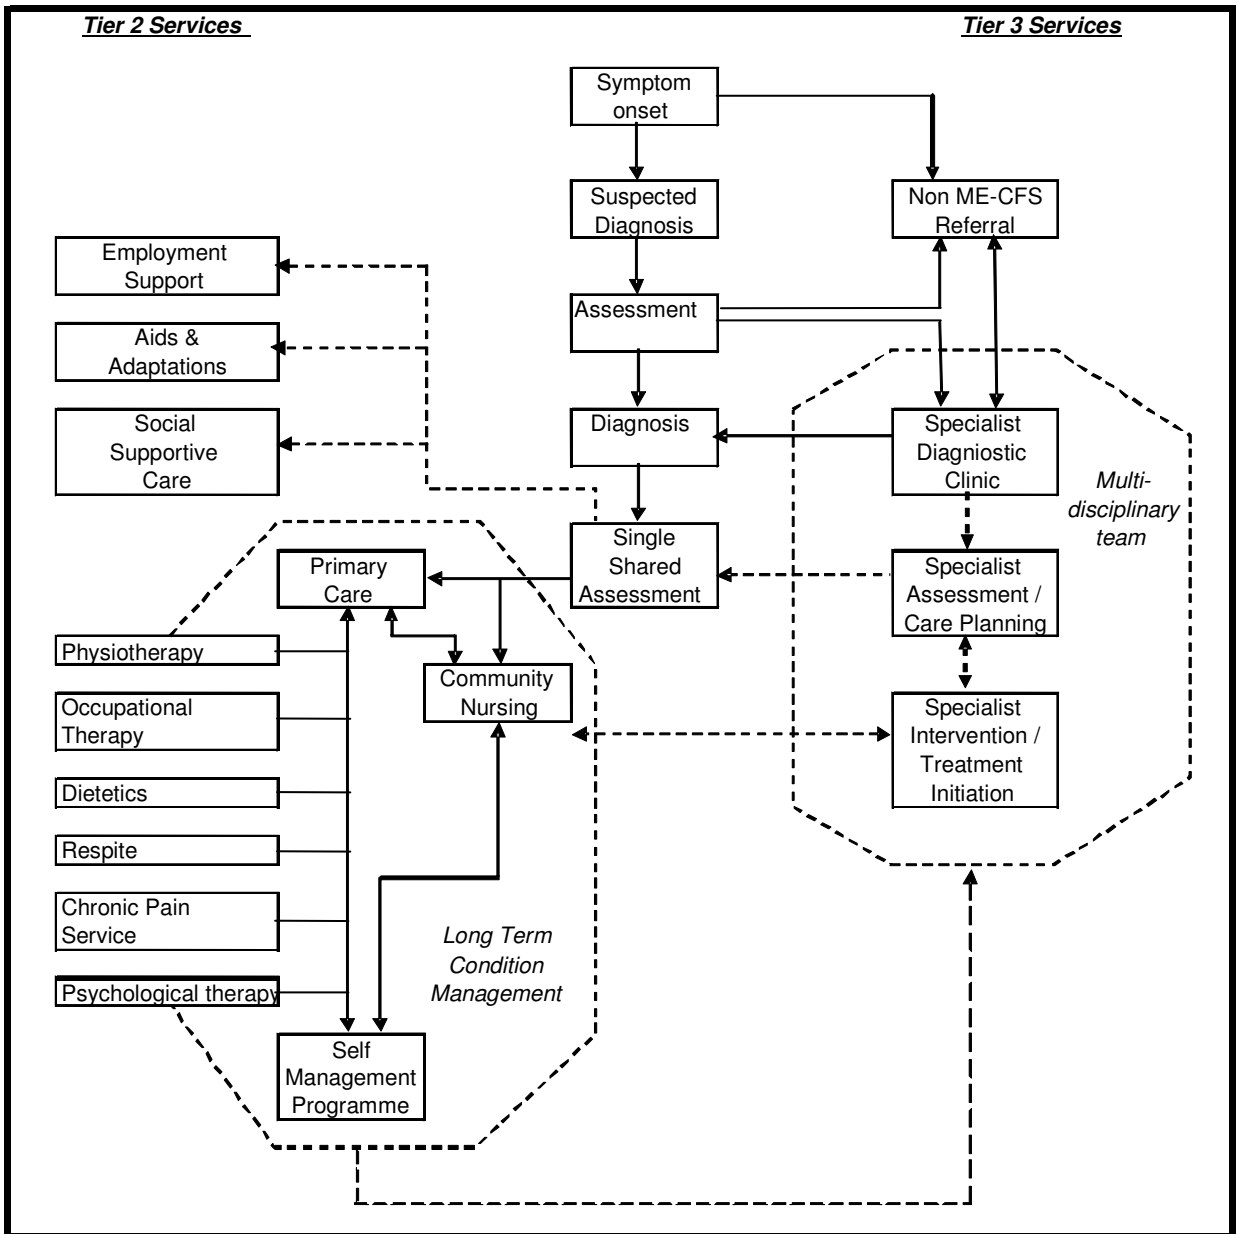 Tier 2 Services
Tier 3 Services
Symptom
onset
Suspected
Diagnosis
Non ME-CFS
Referral
Employment
Support
Assessment
Aids &
Adaptations
Social
Supportive
Care
Diagnosis
Specialist
Diagniostic
Clinic
Multi-
disciplinary
team
Single
Shared
Assessment
Primary
Care
Specialist
Assessment /
Care Planning
Physiotherapy
Community
Nursing
Occupational
Therapy
Specialist
Intervention /
Treatment
Initiation
Dietetics
Respite
Chronic Pain
Service
Long Term
Condition
Management
Psychological therapy
Self
Management
Programme